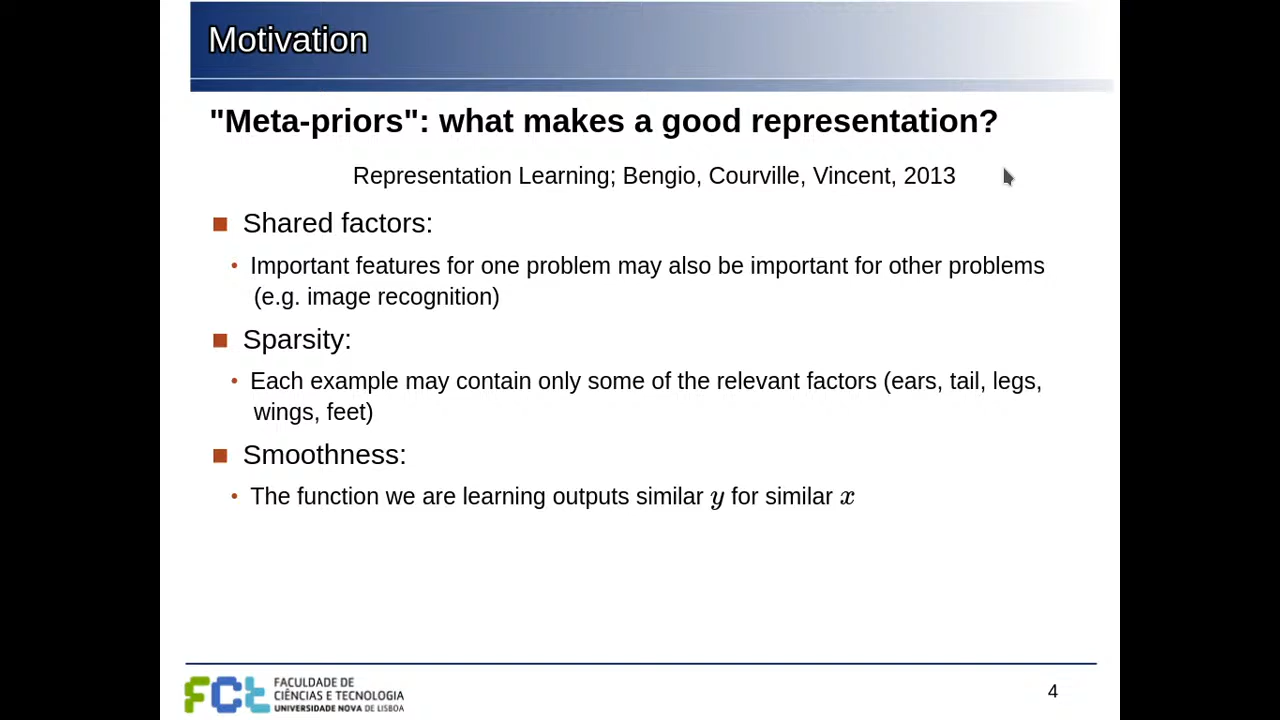 Motivation
"Meta-priors": what makes a good representation?
Representation Learning; Bengio, Courville, Vincent, 2013
Shared factors:
Important features for one problem may also be important for other problems
(e.g. image recognition)
Sparsity:
Each example may contain only some of the relevant factors (ears, tail, legs,
wings, feet)
Smoothness:
The function we are learning outputs similar y for similar x
FCT
FACULDADE DE
CIÊNCIAS E TECNOLOGIA
UNIVERSIDADE NOVA DE LISBOA
4